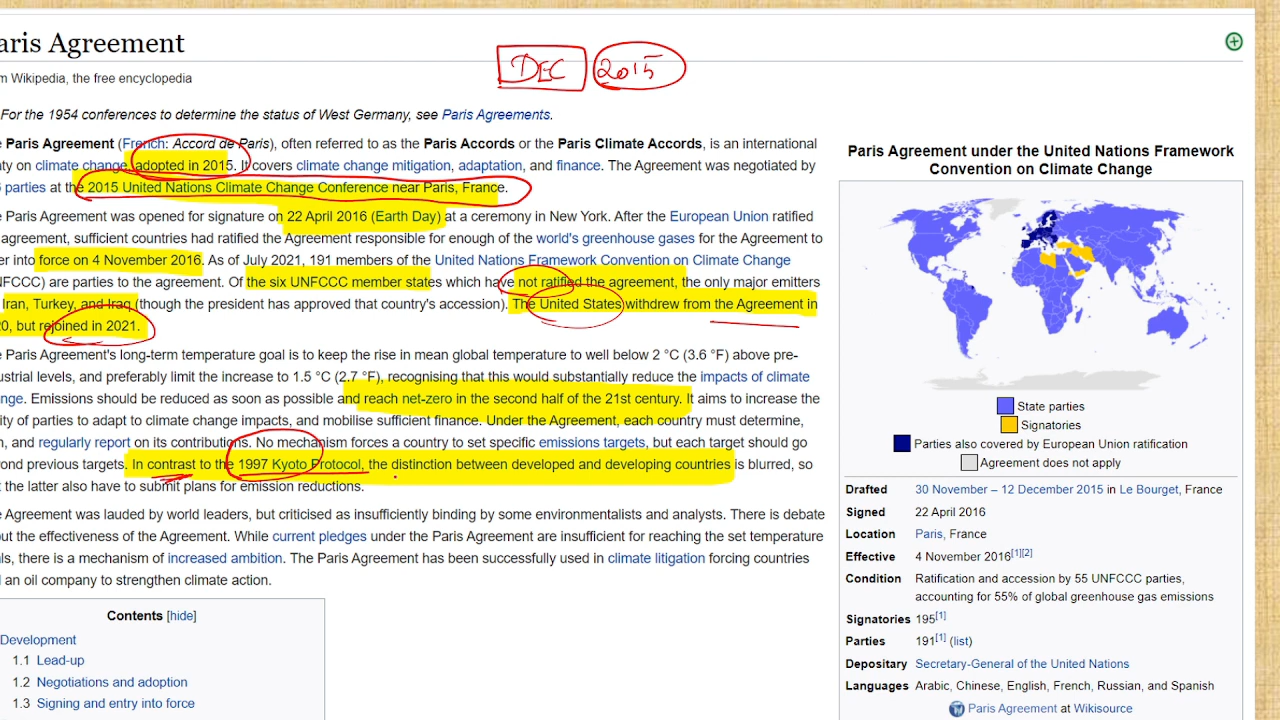 aris Agreement
DEC 2015
m Wikipedia, the free encyclopedia
For the 1954 conferences to determine the status of West Germany, see Paris Agreements.
e Paris Agreement (French: Accord de Paris), often referred to as the Paris Accords or the Paris Climate Accords, is an international
aty on climate change, adopted in 2015. It covers climate change mitigation, adaptation, and finance. The Agreement was negotiated by
parties at the 2015 United Nations Climate Change Conference near Paris, France.
e Paris Agreement was opened for signature on 22 April 2016 (Earth Day) at a ceremony in New York. After the European Union ratified
agreement, sufficient countries had ratified the Agreement responsible for enough of the world's greenhouse gases for the Agreement to
er into force on 4 November 2016. As of July 2021, 191 members of the United Nations Framework Convention on Climate Change
NFCCC) are parties to the agreement. Of the six UNFCCC member states which have not ratified the agreement, the only major emitters
Iran, Turkey, and Iraq (though the president has approved that country's accession). The United States withdrew from the Agreement in
20, but rejoined in 2021.
e Paris Agreement's long-term temperature goal is to keep the rise in mean global temperature to well below 2 °C (3.6 °F) above pre-
ustrial levels, and preferably limit the increase to 1.5 °C (2.7 °F), recognising that this would substantially reduce the impacts of climate
nge. Emissions should be reduced as soon as possible and reach net-zero in the second half of the 21st century. It aims to increase the
ity of parties to adapt to climate change impacts, and mobilise sufficient finance. Under the Agreement, each country must determine,
n, and regularly report on its contributions. No mechanism forces a country to set specific emissions targets, but each target should go
ond previous targets. In contrast to the 1997 Kyoto Protocol, the distinction between developed and developing countries is blurred, so
t the latter also have to submit plans for emission reductions.
e Agreement was lauded by world leaders, but criticised as insufficiently binding by some environmentalists and analysts. There is debate
out the effectiveness of the Agreement. While current pledges under the Paris Agreement are insufficient for reaching the set temperature
als, there is a mechanism of increased ambition. The Paris Agreement has been successfully used in climate litigation forcing countries
d an oil company to strengthen climate action.
Contents [hide]
Development
1.1 Lead-up
1.2 Negotiations and adoption
1.3 Signing and entry into force
Paris Agreement under the United Nations Framework
Convention on Climate Change
State parties
Signatories
Parties also covered by European Union ratification
Agreement does not apply
Drafted 30 November – 12 December 2015 in Le Bourget, France
Signed 22 April 2016
Location Paris, France
Effective 4 November 2016[1][2]
Condition Ratification and accession by 55 UNFCCC parties,
accounting for 55% of global greenhouse gas emissions
Signatories 195[1]
Parties 191[1] (list)
Depositary Secretary-General of the United Nations
Languages Arabic, Chinese, English, French, Russian, and Spanish
Paris Agreement at Wikisource